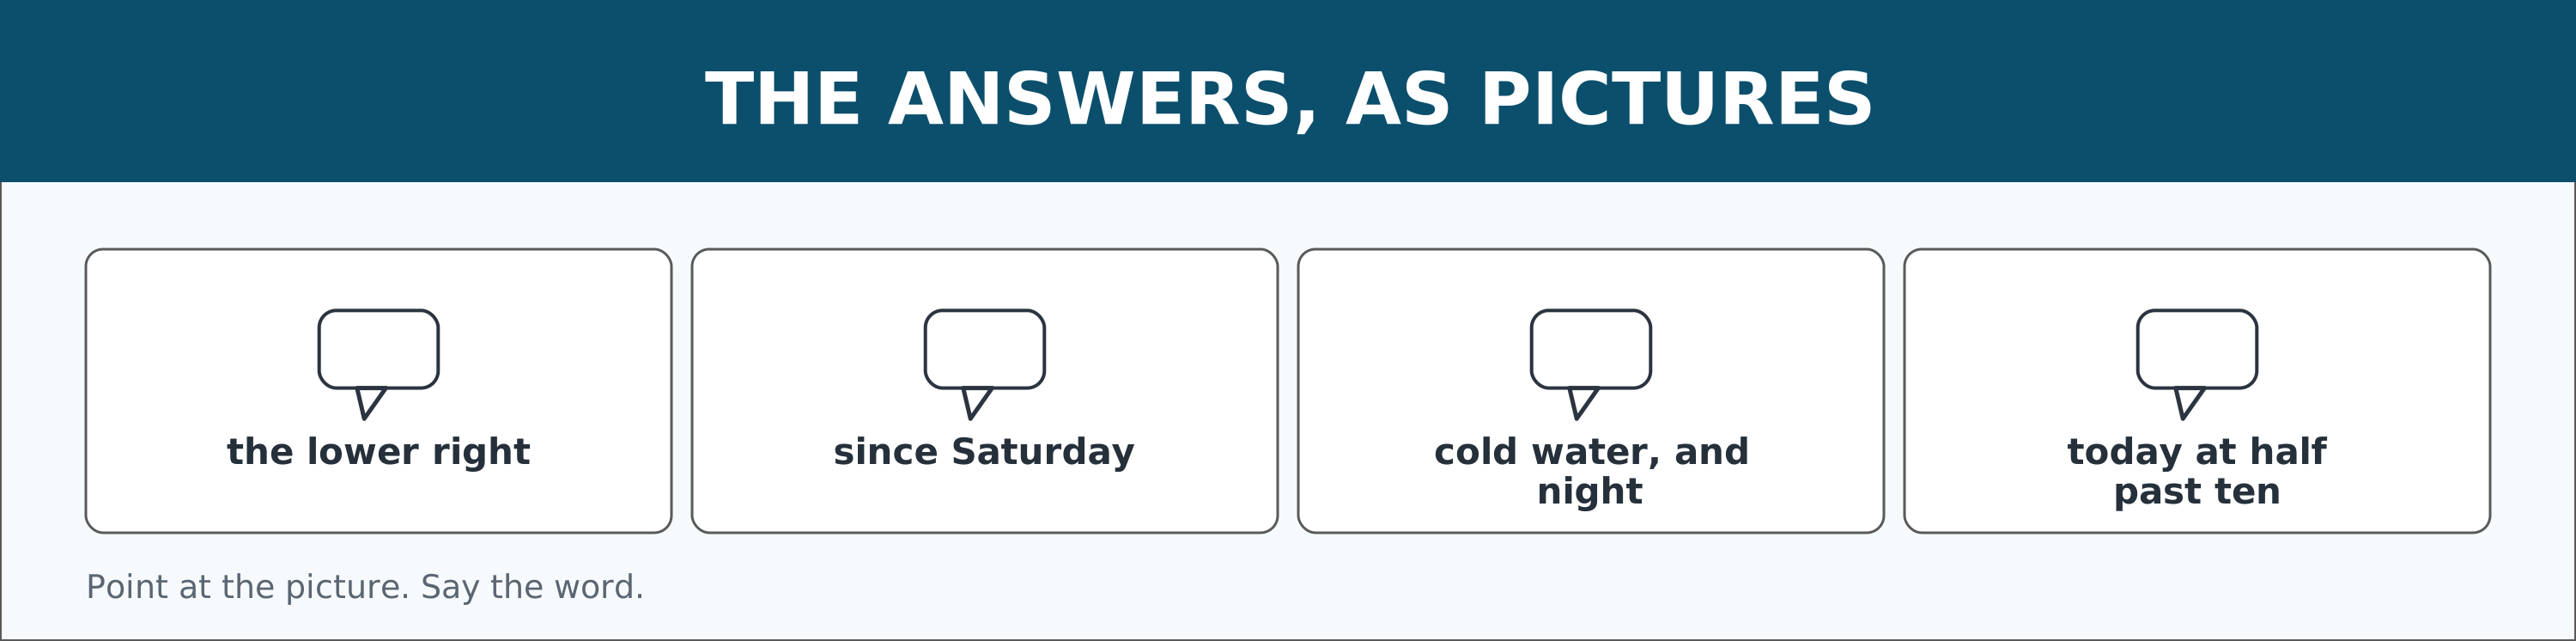 THE ANSWERS, AS PICTURES
the lower right
since Saturday
cold water, and
night
today at half
past ten
Point at the picture. Say the word.